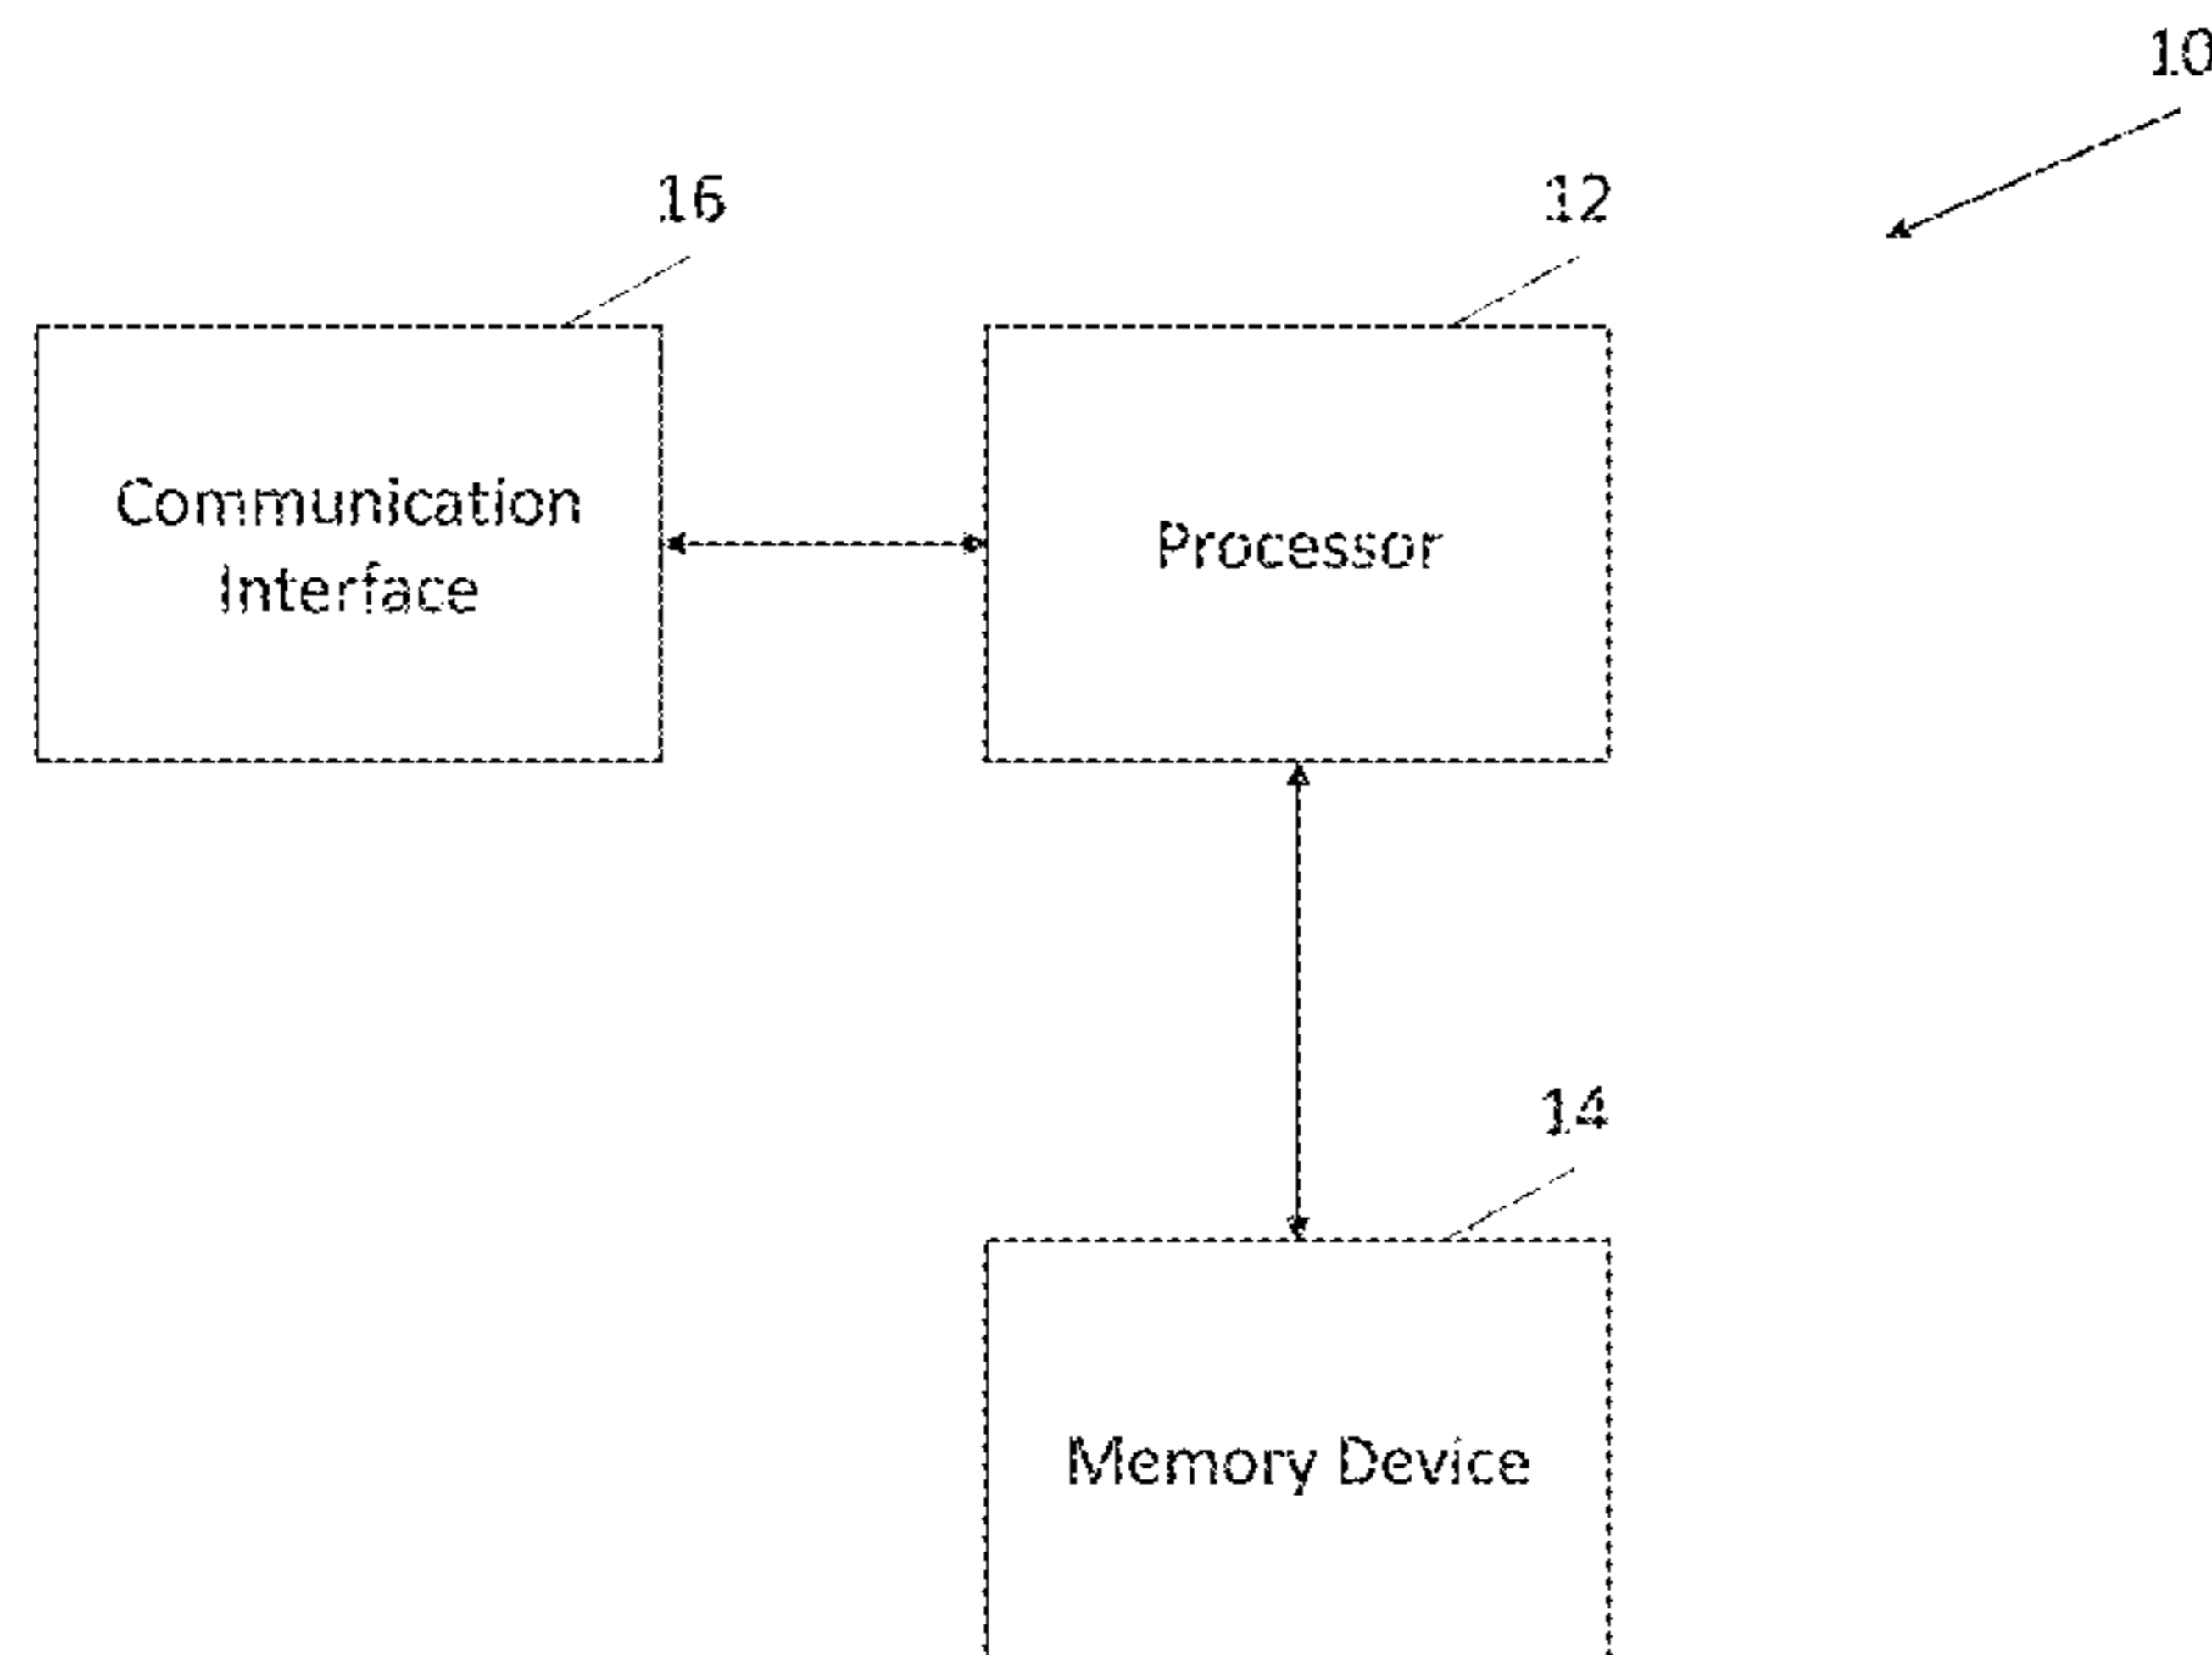 10
16
12
Communication
Interface
Processor
14
Memory Device